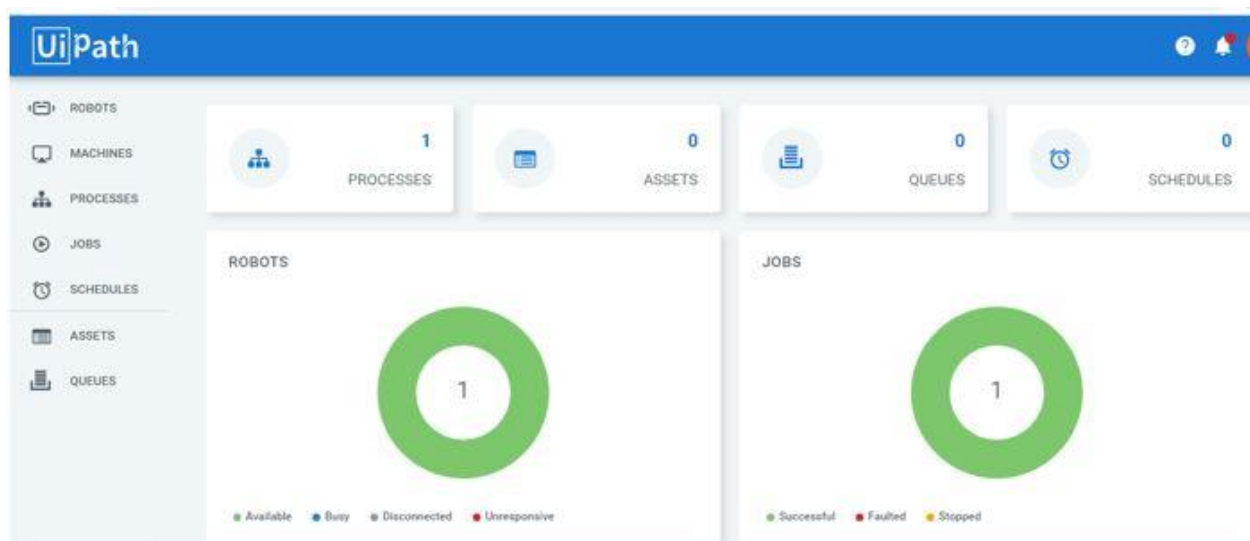 UiPath
ROBOTS
MACHINES
PROCESSES
JOBS
SCHEDULES
ASSETS
QUEUES
1
PROCESSES
0
ASSETS
0
QUEUES
0
SCHEDULES
ROBOTS
1
Available Busy Disconnected Unresponsive
JOBS
1
Successful Faulted Stopped